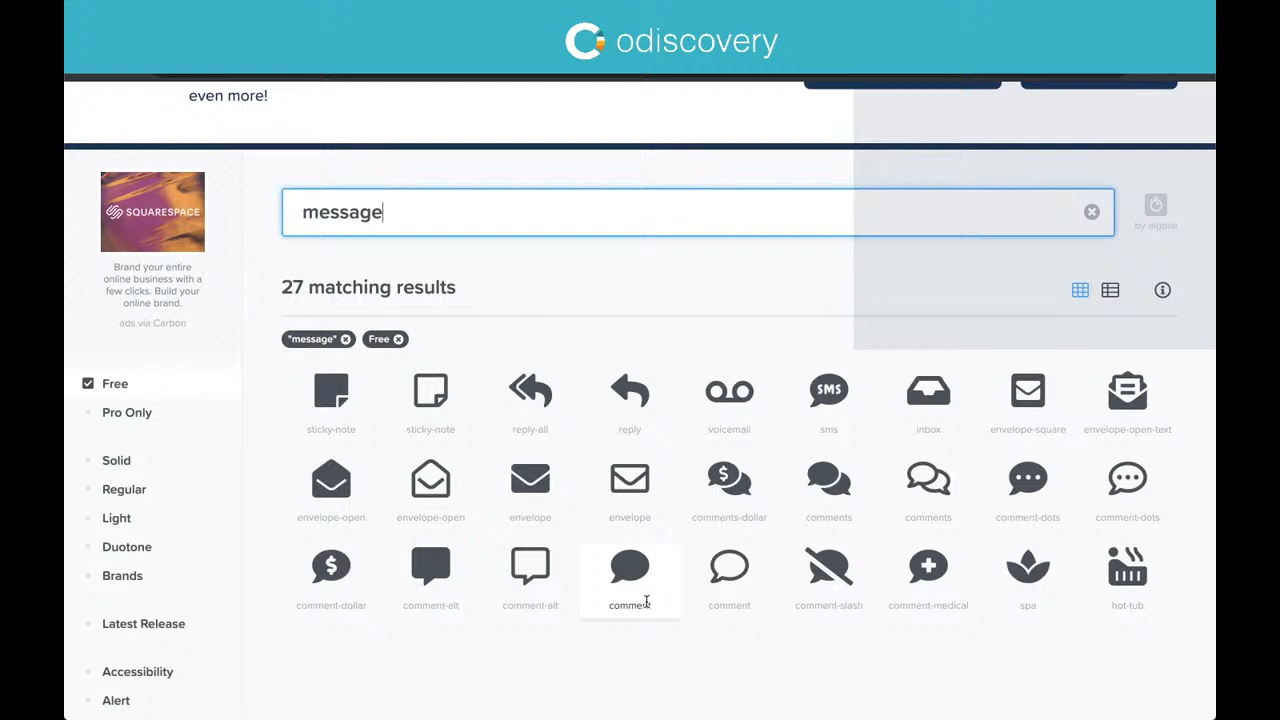 odiscovery
even more!
SQUARESPACE
Brand your entire
online business with a
few clicks. Build your
online brand.
ads via Carbon
message
by algolia
27 matching results
"message"
Free
Free
Pro Only
Solid
Regular
Light
Duotone
Brands
Latest Release
Accessibility
Alert
sticky-note
sticky-note
reply-all
reply
voicemail
SMS
sms
inbox
envelope-square
envelope-open-text
envelope-open
envelope-open
envelope
envelope
$
comments-dollar
comments
comments
comment-dots
comment-dots
$
comment-dollar
comment-alt
comment-alt
comment
comment
comment-slash
comment-medical
spa
hot-tub